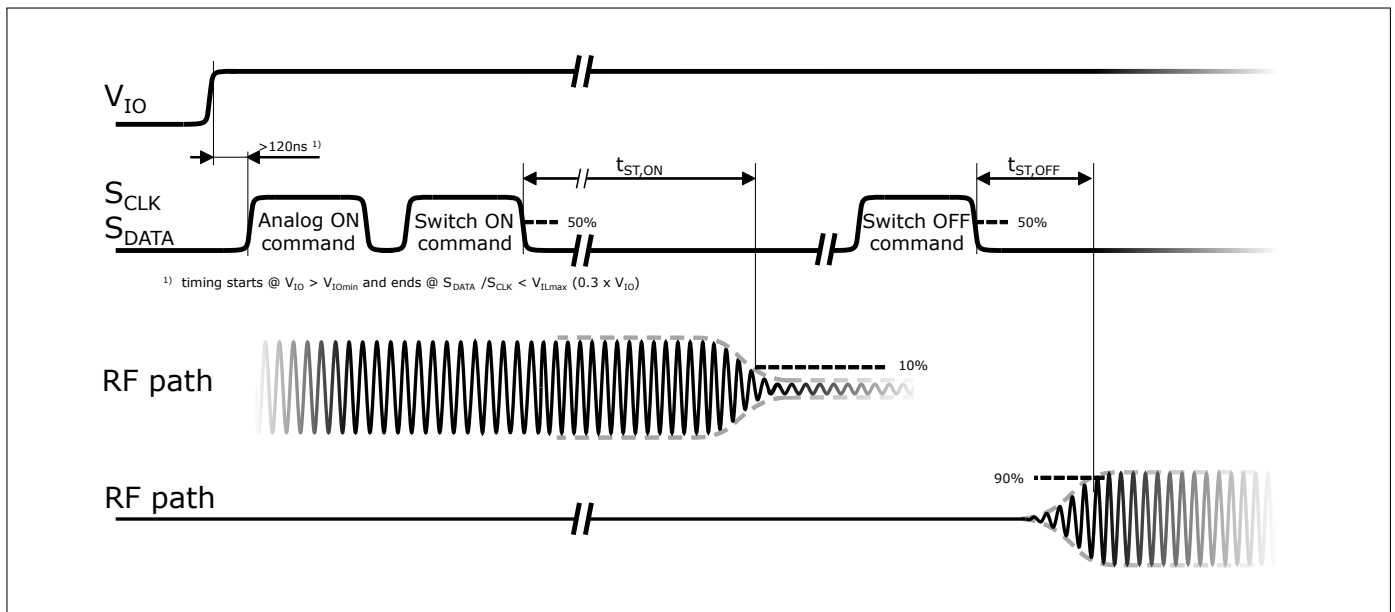 V_IO
>120ns 1)
t_ST,ON
t_ST,OFF
S_CLK
S_DATA
Analog ON
command
Switch ON
command
50%
Switch OFF
command
50%
1) timing starts @ V_IO > V_IOmin and ends @ S_DATA /S_CLK < V_ILmax (0.3 x V_IO)
RF path
10%
RF path
90%